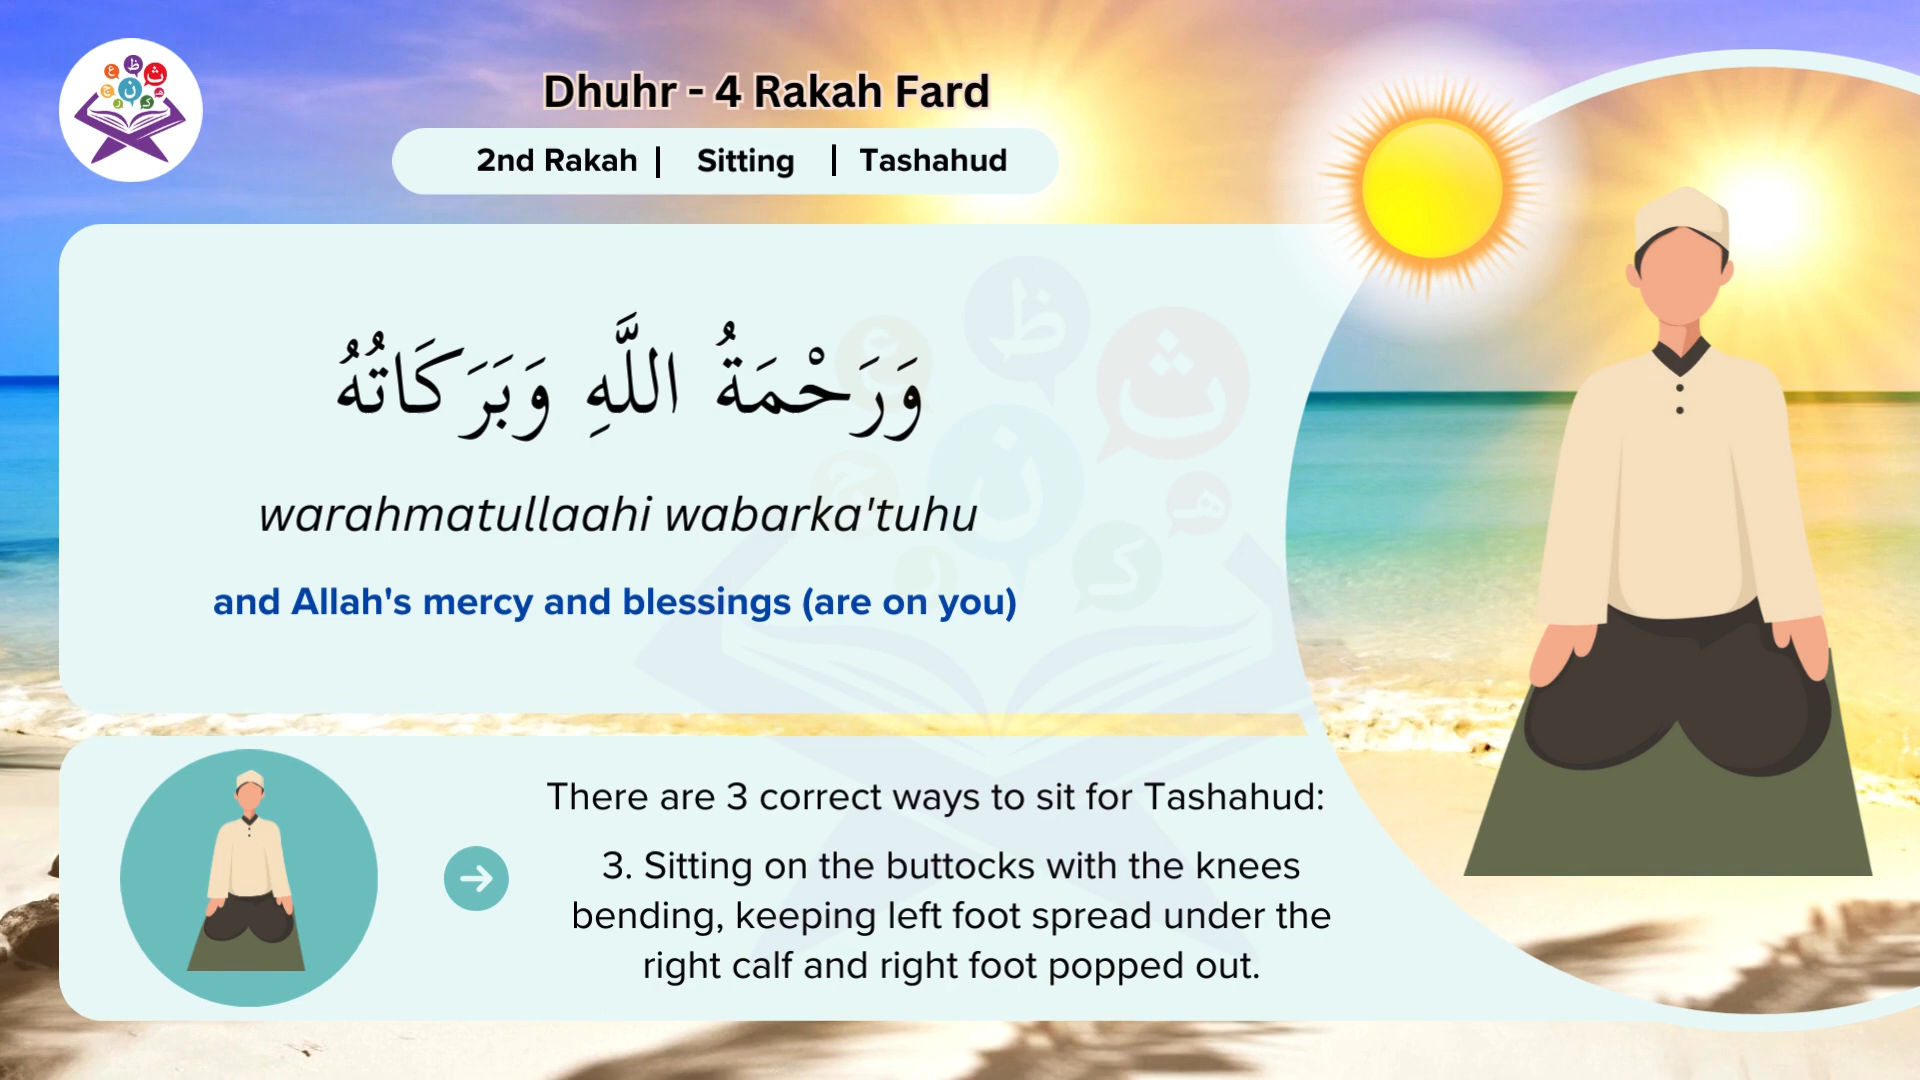 Dhuhr - 4 Rakah Fard
2nd Rakah | Sitting | Tashahud
وَرَحْمَةُ اللَّهِ وَبَرَكَاتُهُ
warahmatullaahi wabarka'tuhu
and Allah's mercy and blessings (are on you)
There are 3 correct ways to sit for Tashahud:
3. Sitting on the buttocks with the knees
bending, keeping left foot spread under the
right calf and right foot popped out.